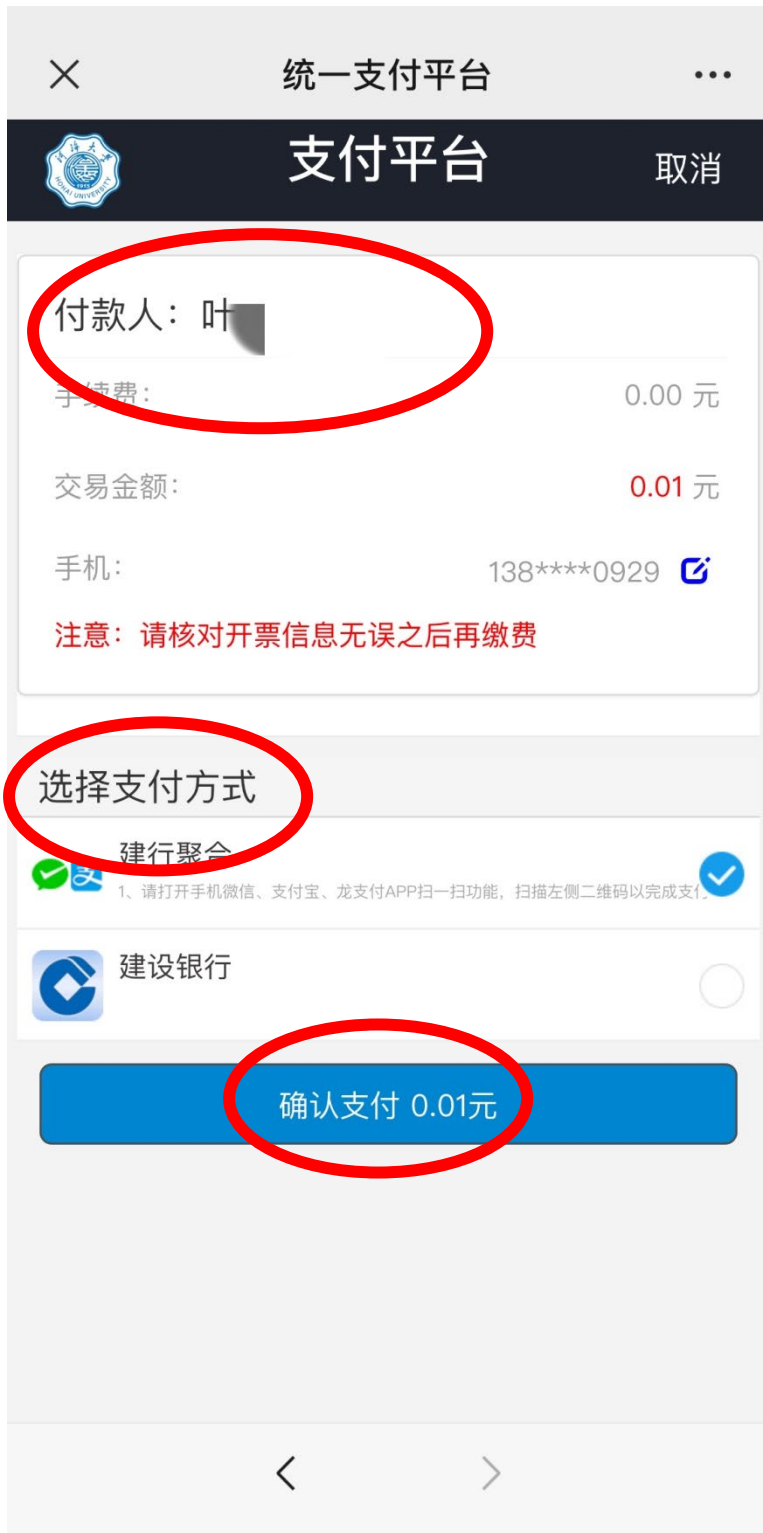 统一支付平台
支付平台
取消
HOHAI UNIVERSITY
1915
付款人：叶
手续费：
0.00 元
交易金额：
0.01 元
手机：
138****0929
注意：请核对开票信息无误之后再缴费
选择支付方式
建行聚合
1、请打开手机微信、支付宝、龙支付APP扫一扫功能，扫描左侧二维码以完成支付
建设银行
确认支付 0.01元